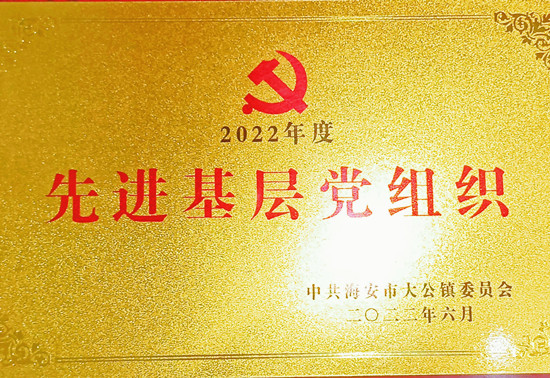 2022年度
先进基层党组织
中共海安市大公镇委员会
二〇二二年六月